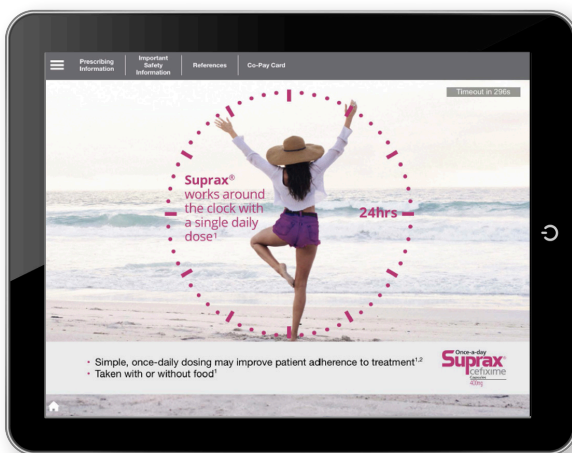 Prescribing
Information
Important
Safety
Information
References
Co-Pay Card
Timeout in 296s
Suprax®
works around
the clock with
a single daily
dose¹
24hrs
• Simple, once-daily dosing may improve patient adherence to treatment¹,²
• Taken with or without food¹
Once-a-day
Suprax®
cefixime
Capsules
400mg